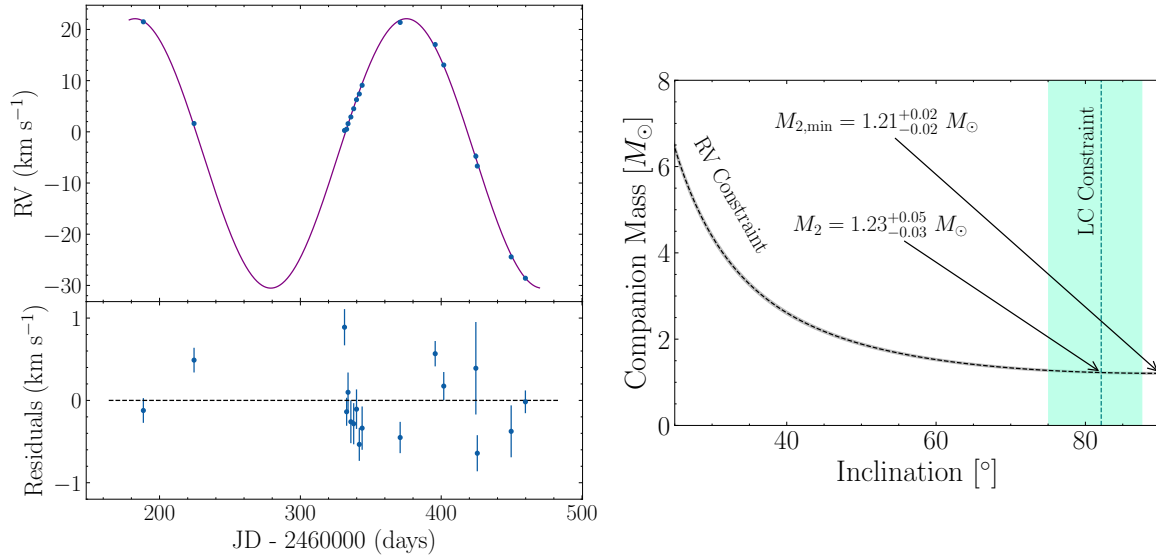 20
10
0
−10
−20
−30
RV (km s⁻¹)
1
0
−1
Residuals (km s⁻¹)
200
300
400
500
JD - 2460000 (days)
8
6
4
2
0
Companion Mass [M⊙]
M₂,min = 1.21+0.02−0.02 M⊙
M₂ = 1.23+0.05−0.03 M⊙
RV Constraint
LC Constraint
40
60
80
Inclination [°]